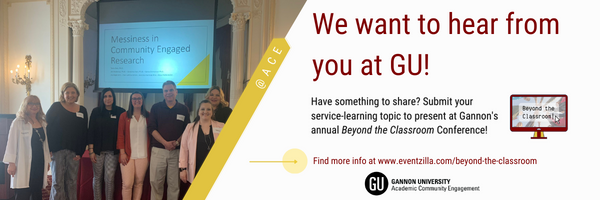 Messiness in
Community Engaged
Research
@ACE
We want to hear from
you at GU!
Have something to share? Submit your
service-learning topic to present at Gannon's
annual Beyond the Classroom Conference!
Beyond the
Classroom
Find more info at www.eventzilla.com/beyond-the-classroom
GU
GANNON UNIVERSITY
Academic Community Engagement